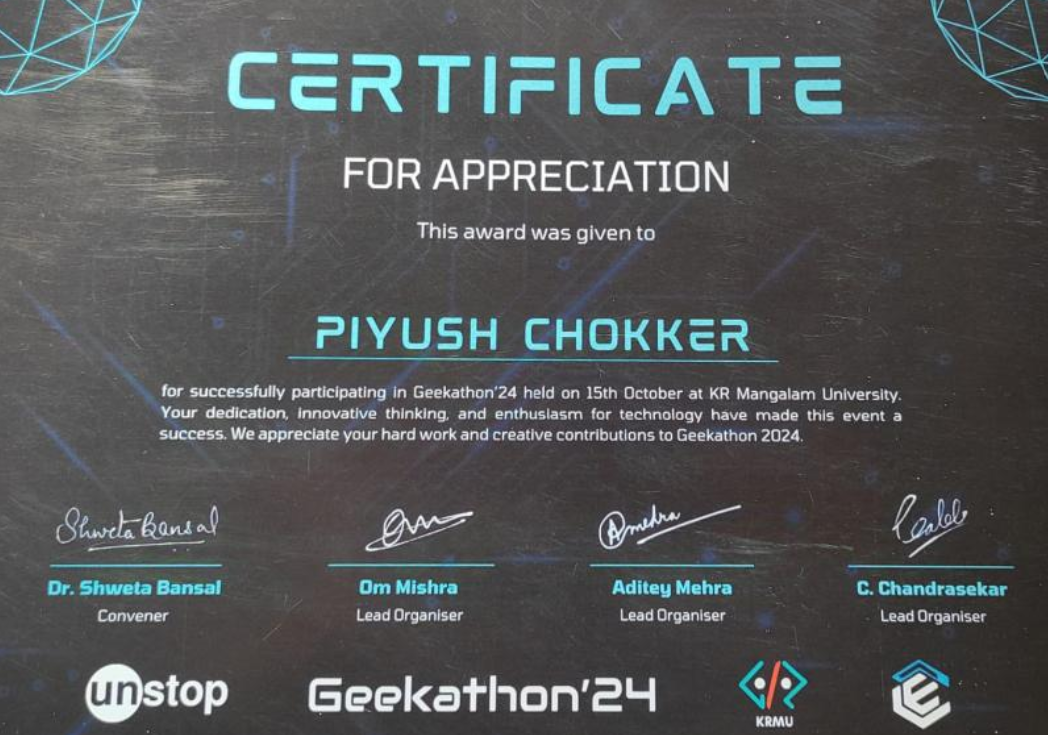 CERTIFICATE
FOR APPRECIATION
This award was given to
PIYUSH CHOKKER
for successfully participating in Geekathon'24 held on 15th October at KR Mangalam University.
Your dedication, innovative thinking, and enthusiasm for technology have made this event a
success. We appreciate your hard work and creative contributions to Geekathon 2024.
Shweta Bansal Om Amehra
Dr. Shweta Bansal Om Mishra Aditey Mehra C. Chandrasekar
Convener Lead Organiser Lead Organiser Lead Organiser
unstop Geekathon'24 KRMU